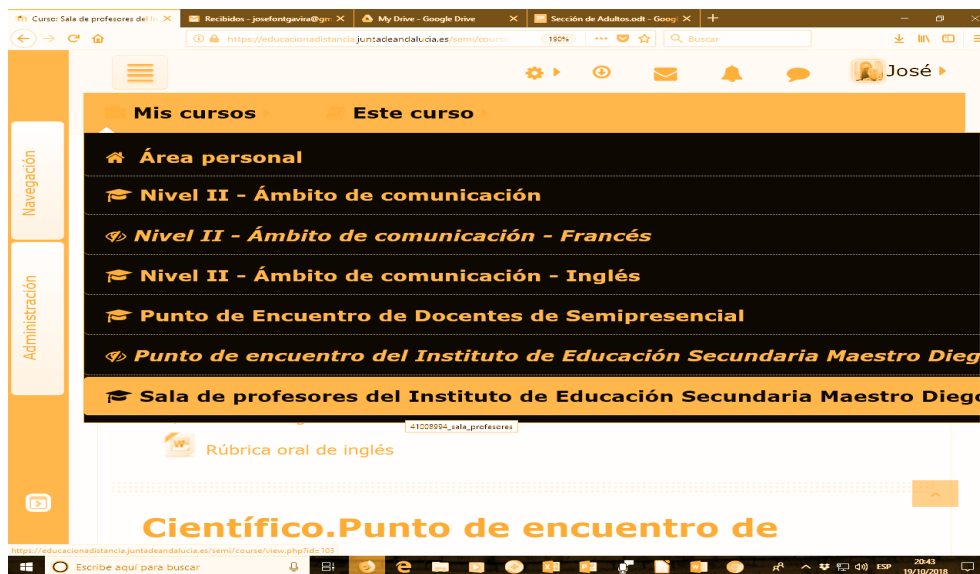 Curso: Sala de profesores del
Recibidos - josefontgavira@gm
My Drive - Google Drive
Sección de Adultos.odt - Googl
https://educacionadistancia.juntadeandalucia.es/semi/course
190%
Buscar
José
Mis cursos
Este curso
Navegación
Administración
Área personal
Nivel II - Ámbito de comunicación
Nivel II - Ámbito de comunicación - Francés
Nivel II - Ámbito de comunicación - Inglés
Punto de Encuentro de Docentes de Semipresencial
Punto de encuentro del Instituto de Educación Secundaria Maestro Dieg
Sala de profesores del Instituto de Educación Secundaria Maestro Diego
41008994_sala_profesores
Rúbrica oral de inglés
Científico.Punto de encuentro de
https://educacionadistancia.juntadeandalucia.es/semi/course/view.php?id=103
Escribe aquí para buscar
ESP
20:43
19/10/2018